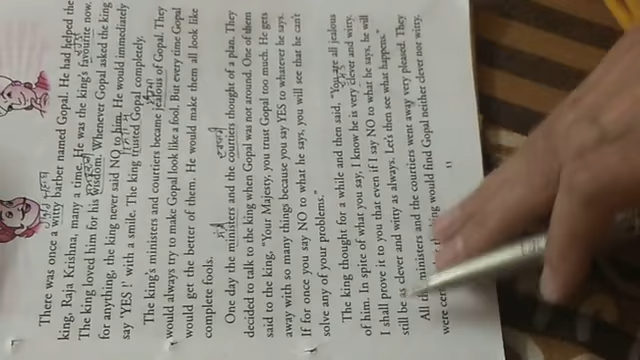 There was once a witty barber named Gopal. He had helped the
king, Raja Krishna, many a time. He was the king's favourite now.
The king loved him for his wisdom. Whenever Gopal asked the king
for anything, the king never said NO to him. He would immediately
say 'YES !' with a smile. The king trusted Gopal completely.
The king's ministers and courtiers became jealous of Gopal. They
would always try to make Gopal look like a fool. But every time Gopal
would get the better of them. He would make them all look like
complete fools.
One day the ministers and the courtiers thought of a plan. They
decided to talk to the king when Gopal was not around. One of them
said to the king, "Your Majesty, you trust Gopal too much. He gets
away with so many things because you say YES to whatever he says.
If for once you say NO to what he says, you will see that he can't
solve any of your problems."
The king thought for a while and then said, "You are all jealous
of him. In spite of what you say, I know he is very clever and witty.
I shall prove it to you that even if I say NO to what he says, he will
still be as clever and witty as always. Let's then see what happens."
All the ministers and the courtiers went away very pleased. They
were king would find Gopal neither clever nor witty.
11